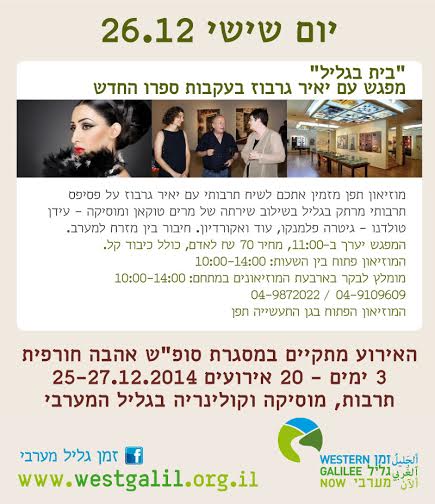 יום שישי 26.12
"בית בגליל"
מפגש עם יאיר גרבוז בעקבות ספרו החדש
מוזיאון תפן מזמין אתכם לשיח תרבותי עם יאיר גרבוז על פסיפס
תרבותי מרתק בגליל בשילוב שירתה של מרים טוקאן ומוסיקה - עידן
טולדנו - גיטרה פלמנקו, עוד ואקורדיון. חיבור בין מזרח למערב.
המפגש יערך ב-11:00, מחיר 70 שח לאדם, כולל כיבוד קל.
המוזיאון פתוח בין השעות: 10:00-14:00
מומלץ לבקר בארבעת המוזיאונים במתחם: 10:00-14:00
04-9872022 / 04-9109609
המוזיאון הפתוח בגן התעשייה תפן
האירוע מתקיים במסגרת סופ"ש אהבה חורפית
3 ימים - 20 אירועים 25-27.12.2014
תרבות, מוסיקה וקולינריה בגליל המערבי
זמן גליל מערבי
www.westgalil.org.il
WESTERN זמן الجليل
GALILEE גליל الغربي
NOW מערבי الآن